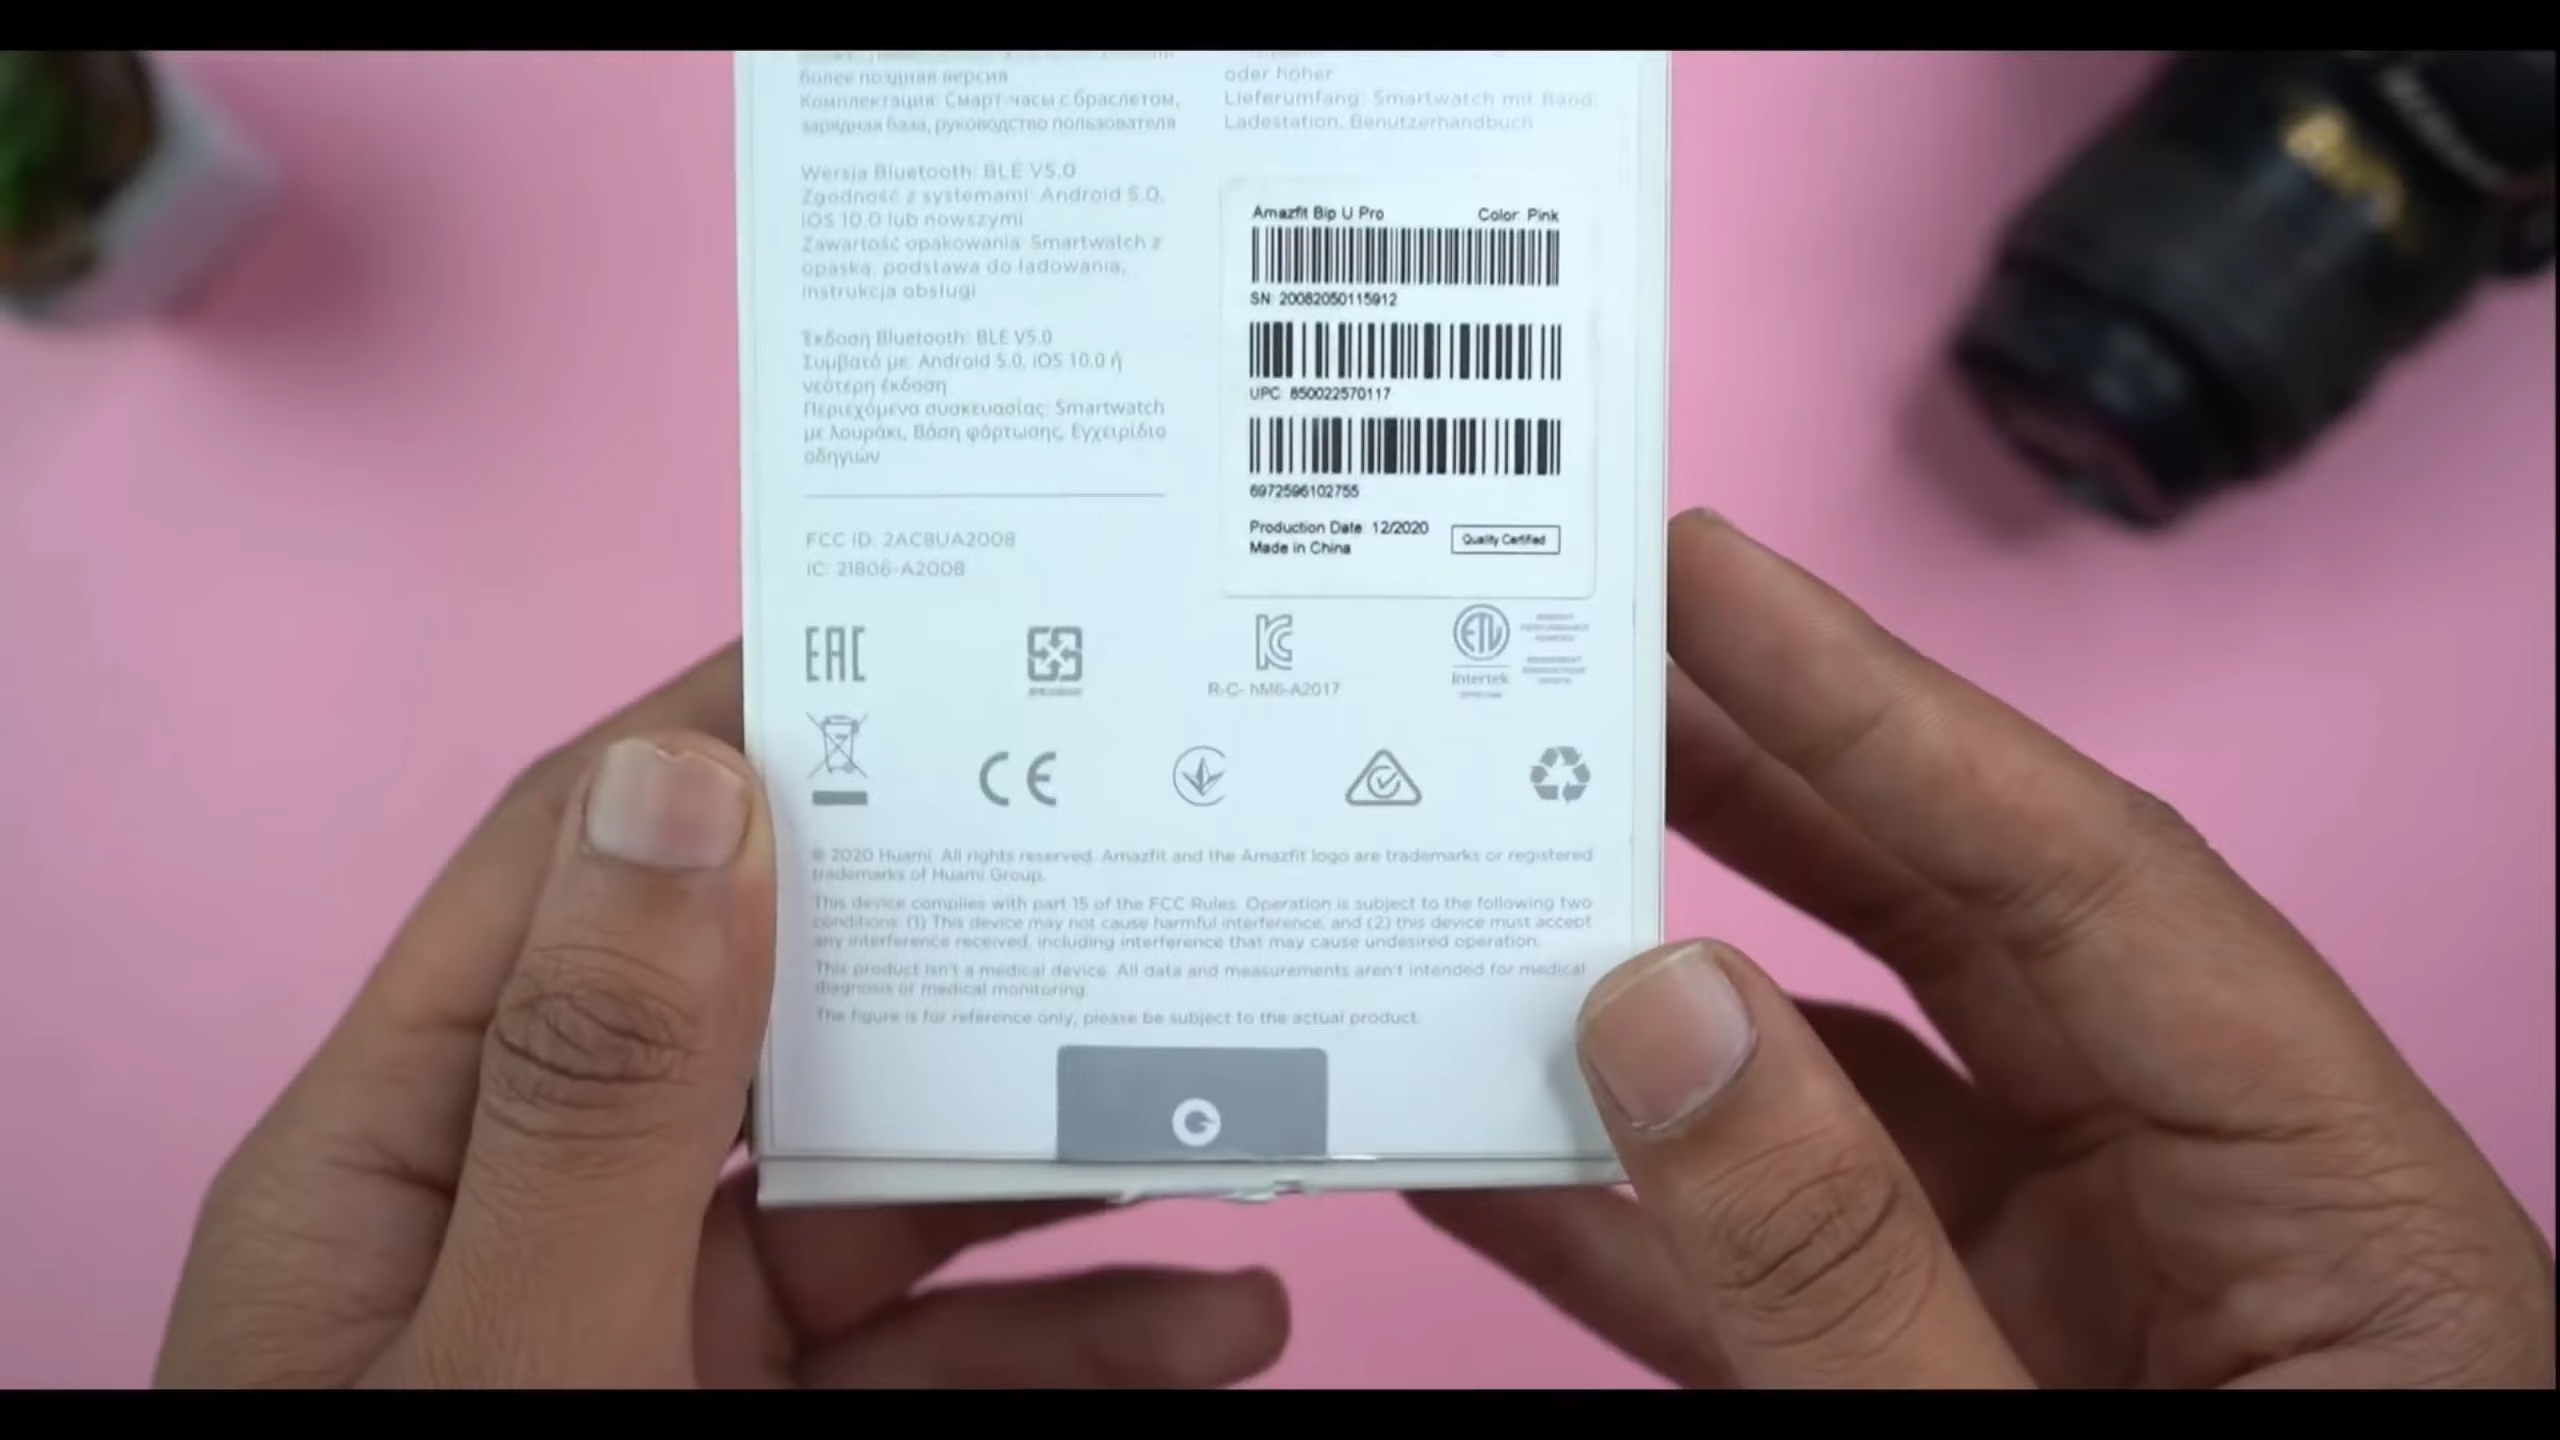 более поздняя версия
Комплектация: Смарт-часы с браслетом,
зарядная база, руководство пользователя
Wersja Bluetooth: BLE V5.0
Zgodność z systemami: Android 5.0,
iOS 10.0 lub nowszymi
Zawartość opakowania: Smartwatch z
opaską, podstawa do ładowania,
instrukcja obsługi
Έκδοση Bluetooth: BLE V5.0
Συμβατό με: Android 5.0, iOS 10.0 ή
νεότερη έκδοση
Περιεχόμενα συσκευασίας: Smartwatch
με λουράκι, Βάση φόρτωσης, Εγχειρίδιο
οδηγιών
FCC ID: 2AC8UA2008
IC: 21806-A2008
oder höher
Lieferumfang: Smartwatch mit Band,
Ladestation, Benutzerhandbuch
Amazfit Bip U Pro Color: Pink
SN: 20082050115912
UPC: 850022570117
6972596102755
Production Date: 12/2020
Made in China
Quality Certified
EAC
R-C- hM6-A2017
ETL
Intertek
CE
© 2020 Huami. All rights reserved. Amazfit and the Amazfit logo are trademarks or registered
trademarks of Huami Group.
This device complies with part 15 of the FCC Rules. Operation is subject to the following two
conditions: (1) This device may not cause harmful interference, and (2) this device must accept
any interference received, including interference that may cause undesired operation.
This product isn't a medical device. All data and measurements aren't intended for medical
diagnosis or medical monitoring.
The figure is for reference only, please be subject to the actual product.